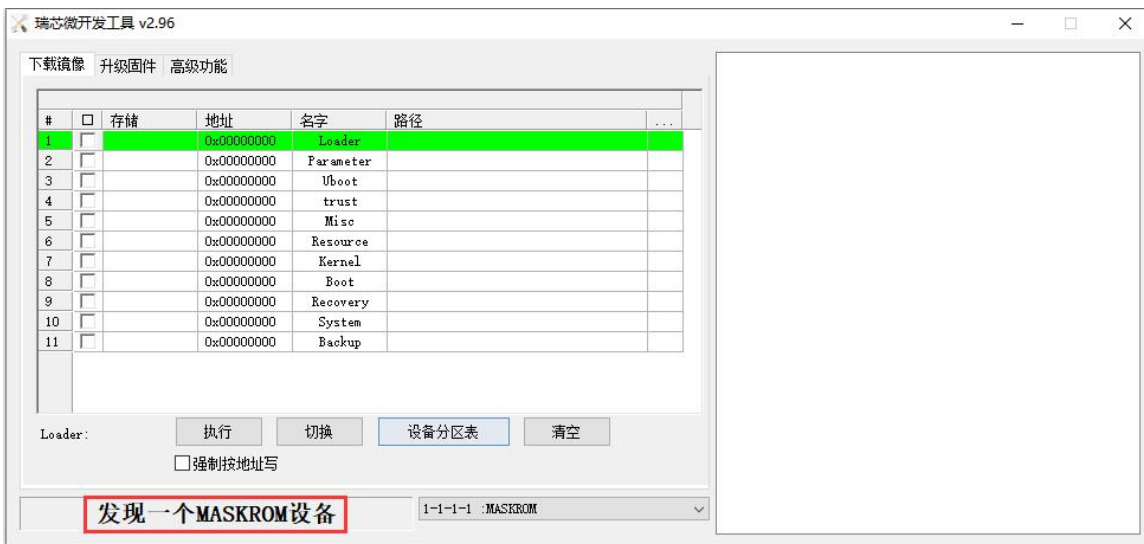 瑞芯微开发工具 v2.96
下载镜像 升级固件 高级功能
# 存储 地址 名字 路径 ...
1 0x00000000 Loader
2 0x00000000 Parameter
3 0x00000000 Uboot
4 0x00000000 trust
5 0x00000000 Misc
6 0x00000000 Resource
7 0x00000000 Kernel
8 0x00000000 Boot
9 0x00000000 Recovery
10 0x00000000 System
11 0x00000000 Backup
Loader: 执行 切换 设备分区表 清空
强制按地址写
发现一个MASKROM设备 1-1-1-1 :MASKROM